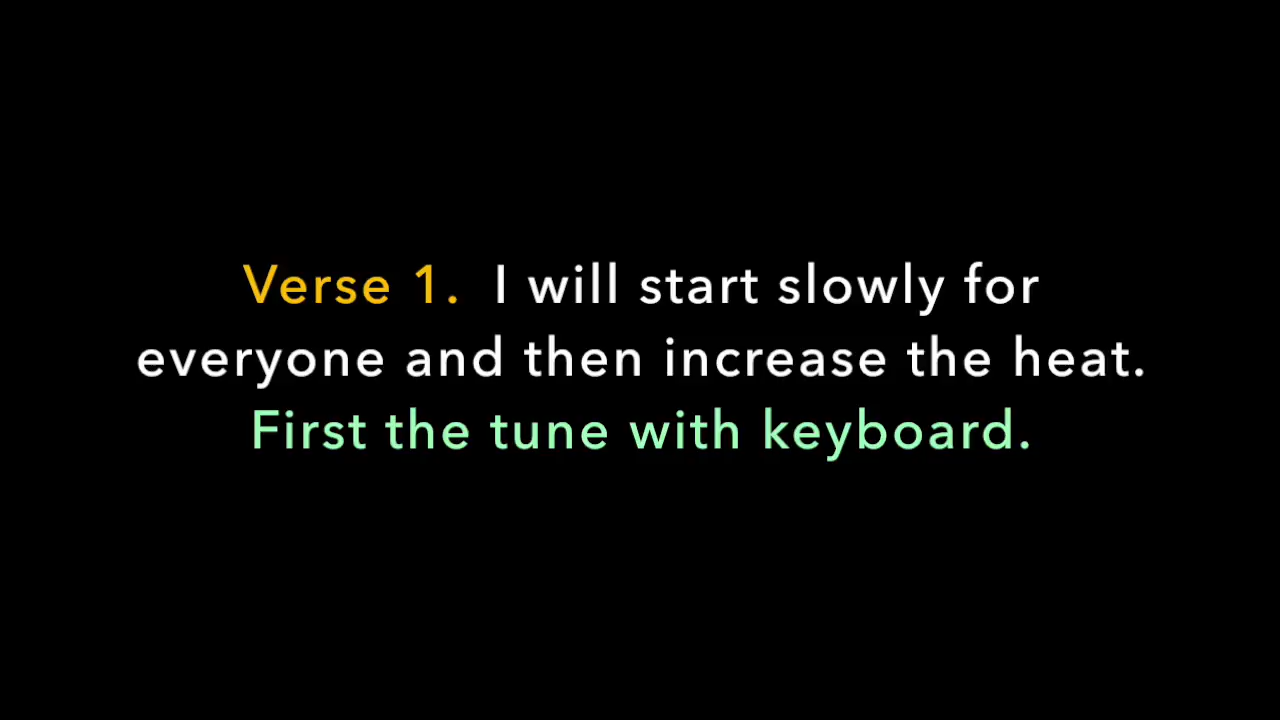 Verse 1. I will start slowly for
everyone and then increase the heat.
First the tune with keyboard.